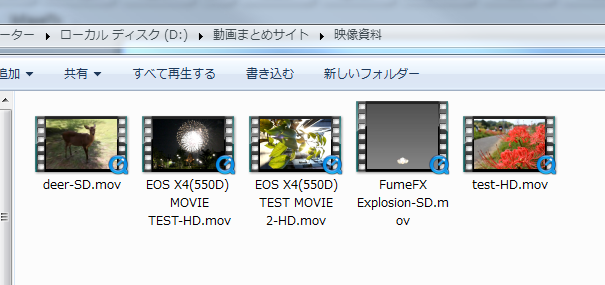 ーター ▸ ローカル ディスク (D:) ▸ 動画まとめサイト ▸ 映像資料
追加 ▼ 共有 ▼ すべて再生する 書き込む 新しいフォルダー
deer-SD.mov
EOS X4(550D)
MOVIE
TEST-HD.mov
EOS X4(550D)
TEST MOVIE
2-HD.mov
FumeFX
Explosion-SD.m
ov
test-HD.mov